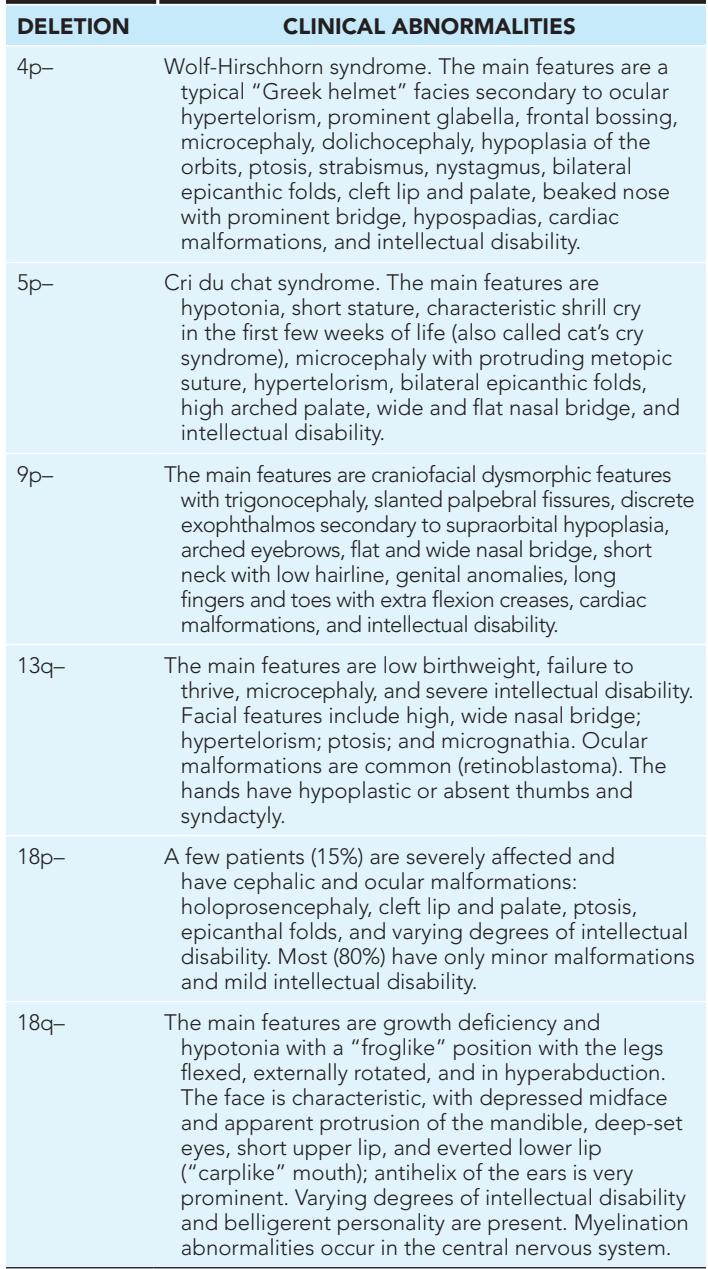 DELETION CLINICAL ABNORMALITIES
4p– Wolf-Hirschhorn syndrome. The main features are a
typical “Greek helmet” facies secondary to ocular
hypertelorism, prominent glabella, frontal bossing,
microcephaly, dolichocephaly, hypoplasia of the
orbits, ptosis, strabismus, nystagmus, bilateral
epicanthic folds, cleft lip and palate, beaked nose
with prominent bridge, hypospadias, cardiac
malformations, and intellectual disability.
5p– Cri du chat syndrome. The main features are
hypotonia, short stature, characteristic shrill cry
in the first few weeks of life (also called cat’s cry
syndrome), microcephaly with protruding metopic
suture, hypertelorism, bilateral epicanthic folds,
high arched palate, wide and flat nasal bridge, and
intellectual disability.
9p– The main features are craniofacial dysmorphic features
with trigonocephaly, slanted palpebral fissures, discrete
exophthalmos secondary to supraorbital hypoplasia,
arched eyebrows, flat and wide nasal bridge, short
neck with low hairline, genital anomalies, long
fingers and toes with extra flexion creases, cardiac
malformations, and intellectual disability.
13q– The main features are low birthweight, failure to
thrive, microcephaly, and severe intellectual disability.
Facial features include high, wide nasal bridge;
hypertelorism; ptosis; and micrognathia. Ocular
malformations are common (retinoblastoma). The
hands have hypoplastic or absent thumbs and
syndactyly.
18p– A few patients (15%) are severely affected and
have cephalic and ocular malformations:
holoprosencephaly, cleft lip and palate, ptosis,
epicanthal folds, and varying degrees of intellectual
disability. Most (80%) have only minor malformations
and mild intellectual disability.
18q– The main features are growth deficiency and
hypotonia with a “froglike” position with the legs
flexed, externally rotated, and in hyperabduction.
The face is characteristic, with depressed midface
and apparent protrusion of the mandible, deep-set
eyes, short upper lip, and everted lower lip
(“carplike” mouth); antihelix of the ears is very
prominent. Varying degrees of intellectual disability
and belligerent personality are present. Myelination
abnormalities occur in the central nervous system.